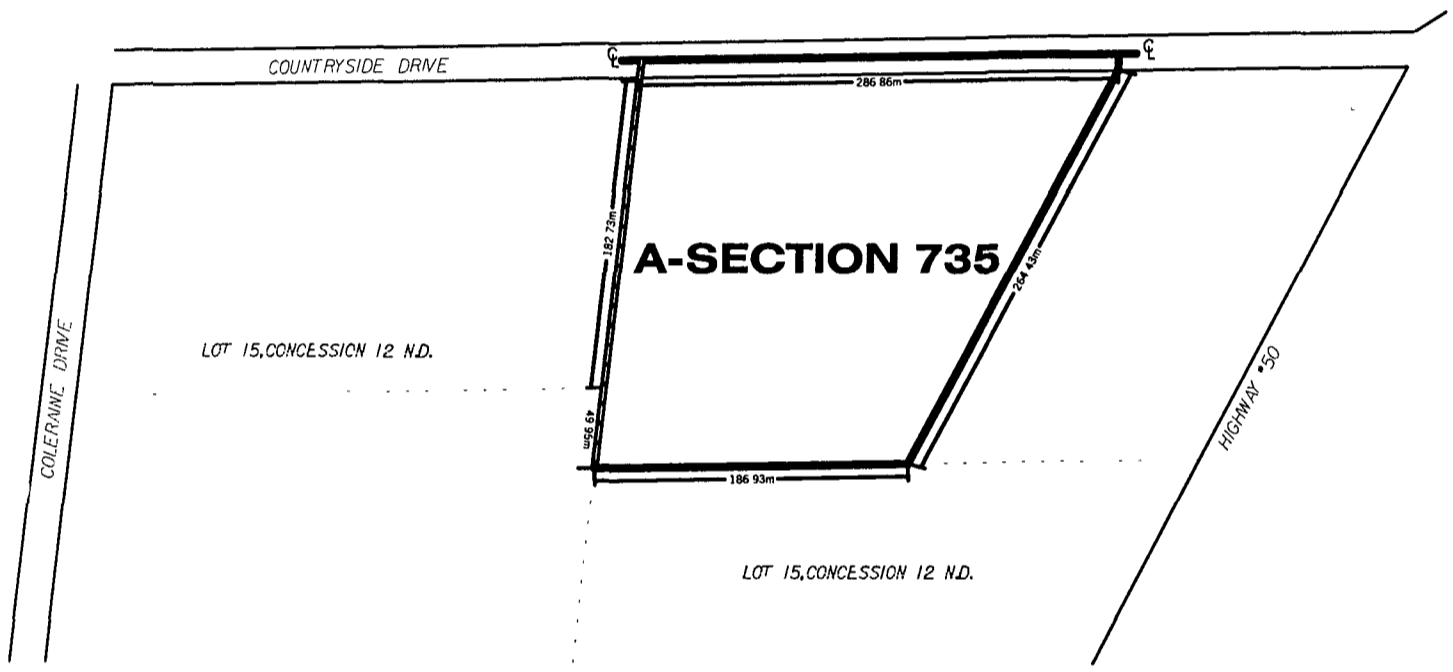 ℄
℄
COUNTRYSIDE DRIVE
286 86m
182 73m
A-SECTION 735
264 43m
COLERAINE DRIVE
LOT 15, CONCESSION 12 N.D.
HIGHWAY #50
49 95m
186 93m
LOT 15, CONCESSION 12 N.D.